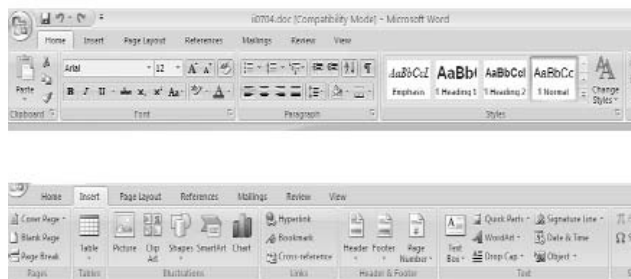 ii0704.doc [Compatibility Mode] - Microsoft Word
Home Insert Page Layout References Mailings Review View
Paste
Arial 12
B I U abc x₂ x² Aa A
AaBbCcI AaBb( AaBbCcI AaBbCc
Emphasis ¶ Heading 1 ¶ Heading 2 ¶ Normal
Change Styles
Clipboard Font Paragraph Styles
Home Insert Page Layout References Mailings Review View
Cover Page
Blank Page
Page Break
Table Picture Clip Art Shapes SmartArt Chart
Hyperlink
Bookmark
Cross-reference
Header Footer Page Number
Text Box
Quick Parts Signature Line
WordArt Date & Time
Drop Cap Object
Pages Tables Illustrations Links Header & Footer Text